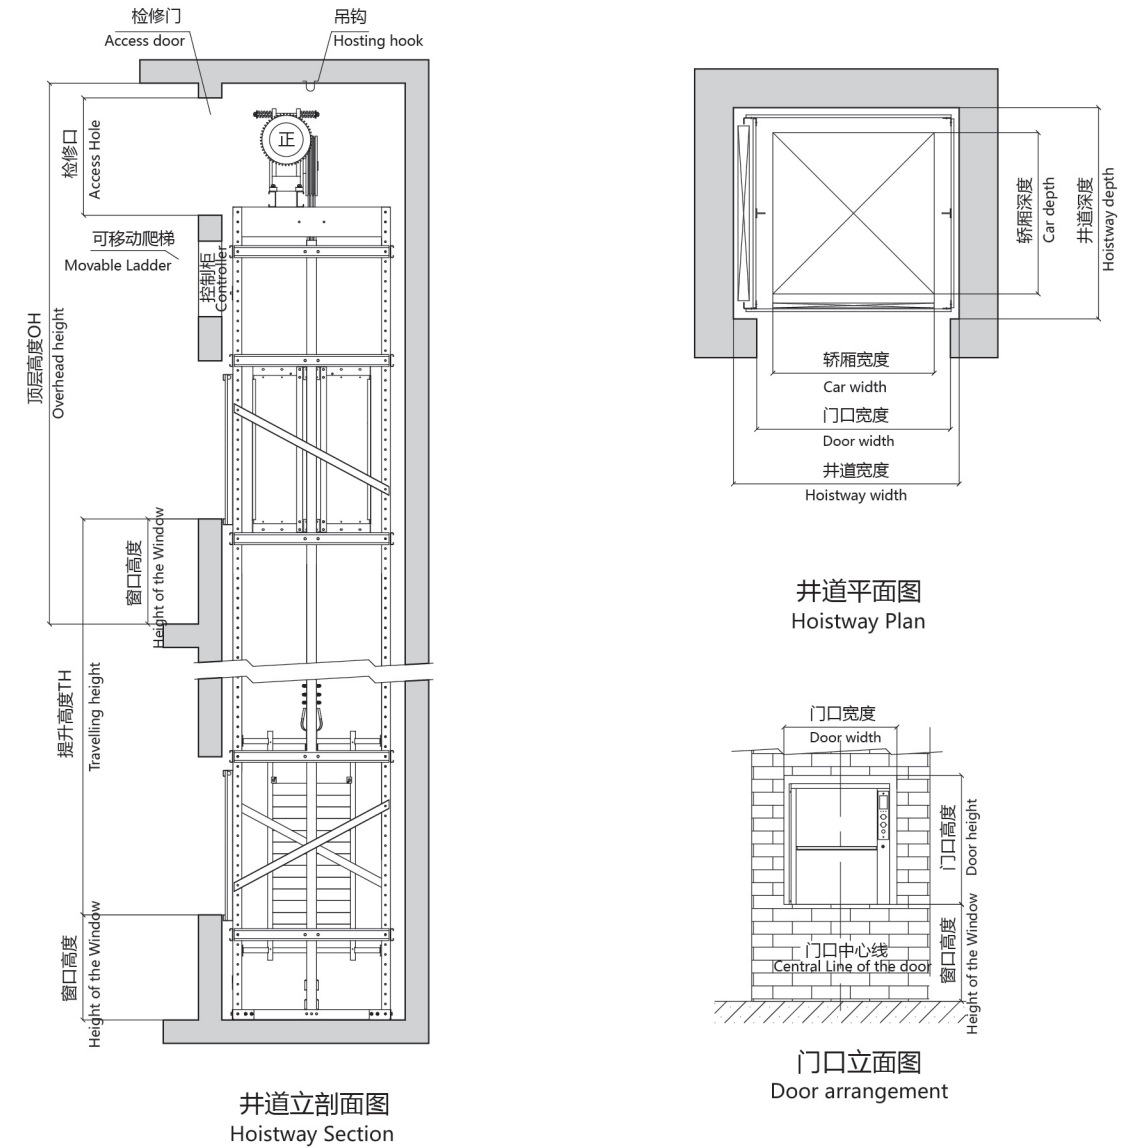 检修门
Access door
吊钩
Hosting hook
正
检修口
Access Hole
可移动爬梯
Movable Ladder
控制柜
Controller
顶层高度OH
Overhead height
窗口高度
Height of the Window
提升高度TH
Travelling height
窗口高度
Height of the Window
井道立剖面图
Hoistway Section
轿厢深度
Car depth
井道深度
Hoistway depth
轿厢宽度
Car width
门口宽度
Door width
井道宽度
Hoistway width
井道平面图
Hoistway Plan
门口宽度
Door width
门口高度
Door height
门口中心线
Central Line of the door
窗口高度
Height of the Window
门口立面图
Door arrangement